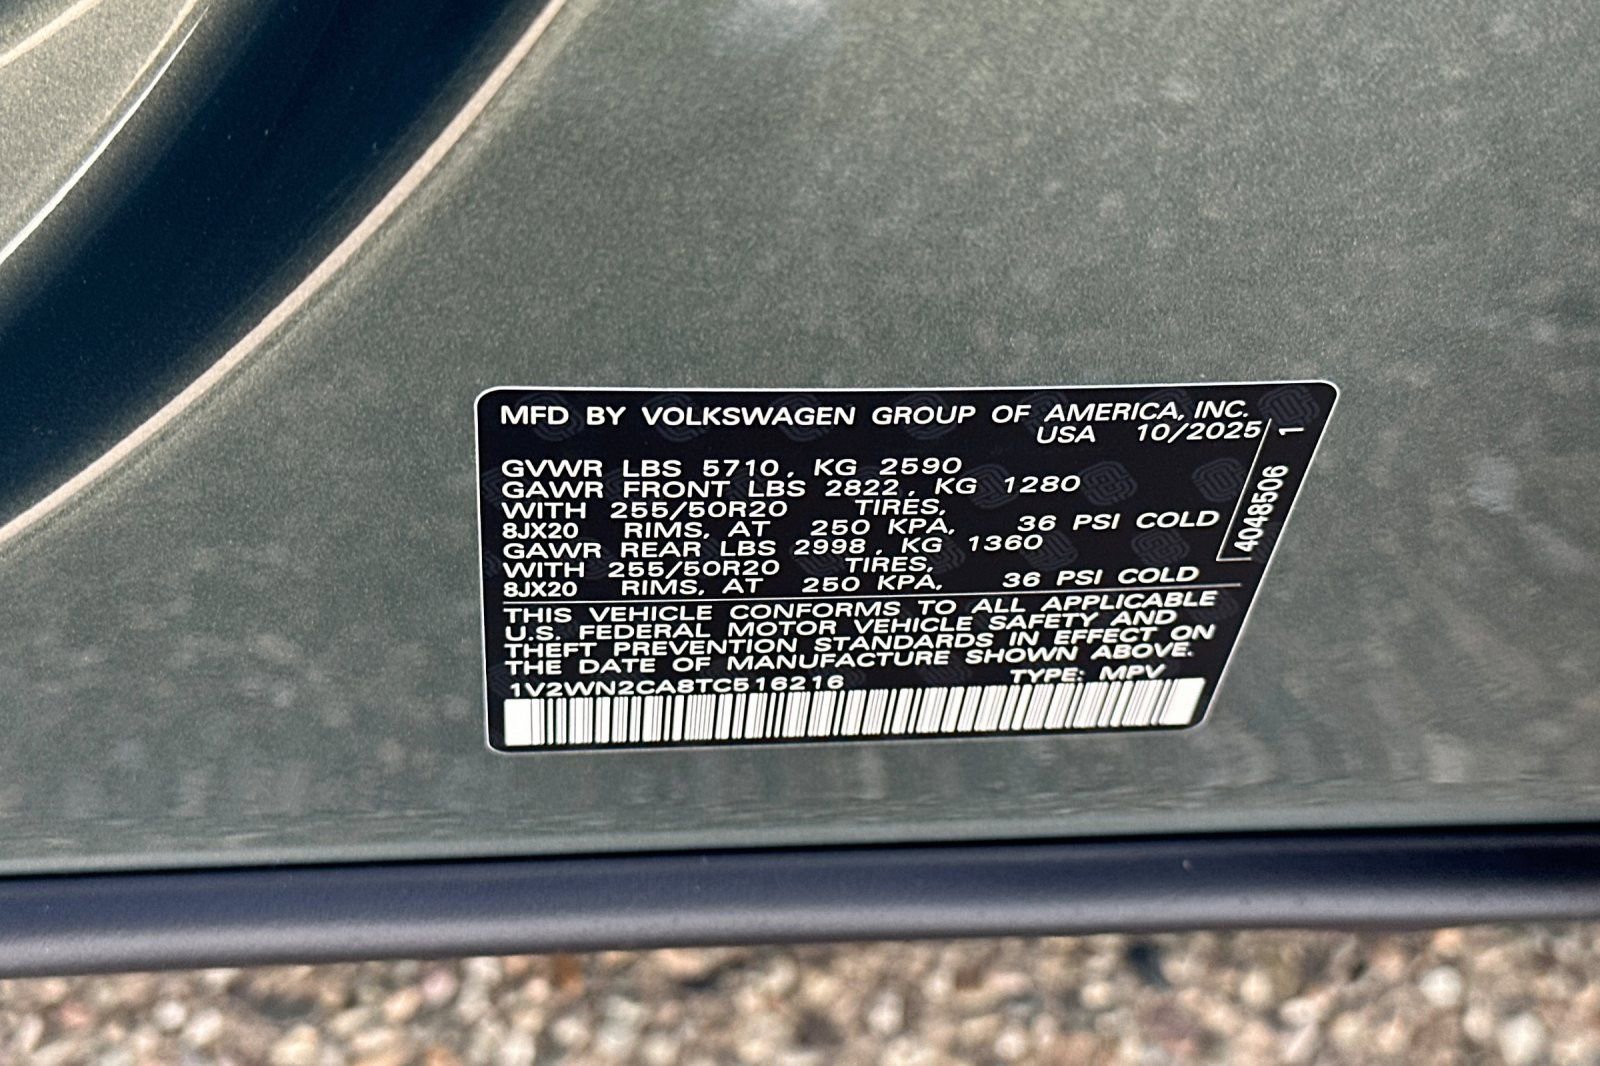 MFD BY VOLKSWAGEN GROUP OF AMERICA, INC.
USA 10/2025
GVWR LBS 5710, KG 2590
GAWR FRONT LBS 2822, KG 1280
WITH 255/50R20 TIRES,
8JX20 RIMS, AT 250 KPA, 36 PSI COLD
GAWR REAR LBS 2998, KG 1360
WITH 255/50R20 TIRES,
8JX20 RIMS, AT 250 KPA, 36 PSI COLD
THIS VEHICLE CONFORMS TO ALL APPLICABLE
U.S. FEDERAL MOTOR VEHICLE SAFETY AND
THEFT PREVENTION STANDARDS IN EFFECT ON
THE DATE OF MANUFACTURE SHOWN ABOVE.
1V2WN2CA8TC516216 TYPE: MPV
4048506 1